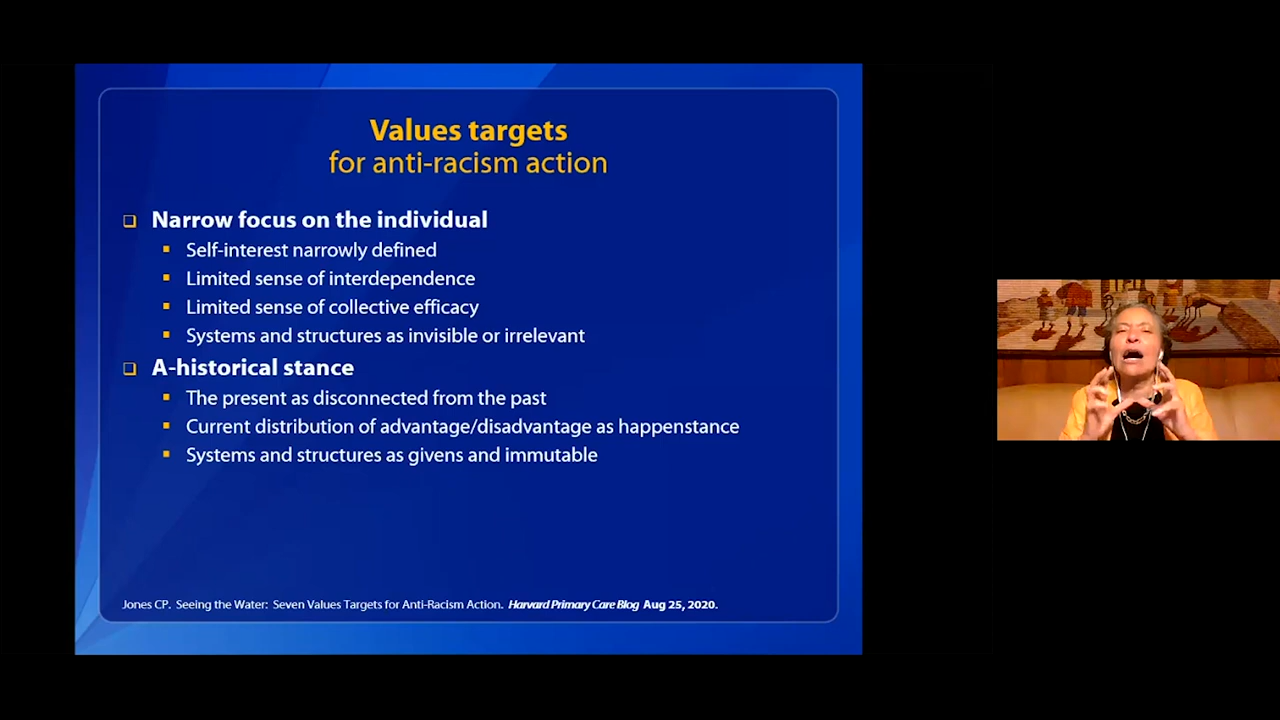 Values targets
for anti-racism action
❑ Narrow focus on the individual
▪ Self-interest narrowly defined
▪ Limited sense of interdependence
▪ Limited sense of collective efficacy
▪ Systems and structures as invisible or irrelevant
❑ A-historical stance
▪ The present as disconnected from the past
▪ Current distribution of advantage/disadvantage as happenstance
▪ Systems and structures as givens and immutable
Jones CP. Seeing the Water: Seven Values Targets for Anti-Racism Action. Harvard Primary Care Blog Aug 25, 2020.